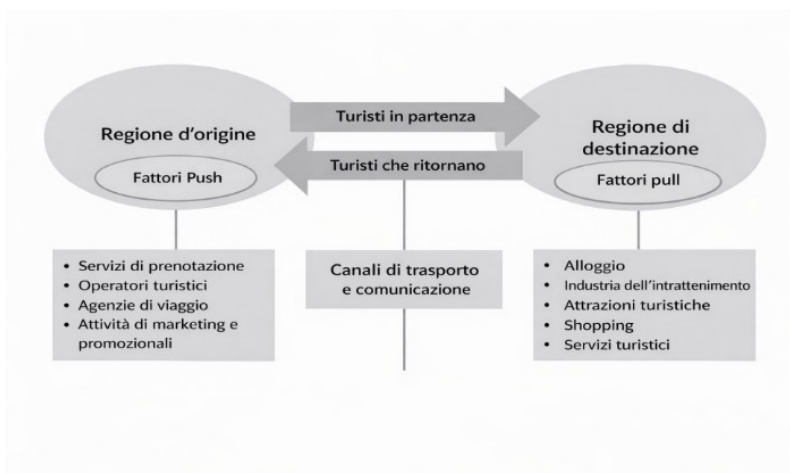 Turisti in partenza
Regione d'origine
Regione di
destinazione
Turisti che ritornano
Fattori Push
Fattori pull
• Servizi di prenotazione
• Operatori turistici
• Agenzie di viaggio
• Attività di marketing e
promozionali
Canali di trasporto
e comunicazione
• Alloggio
• Industria dell'intrattenimento
• Attrazioni turistiche
• Shopping
• Servizi turistici